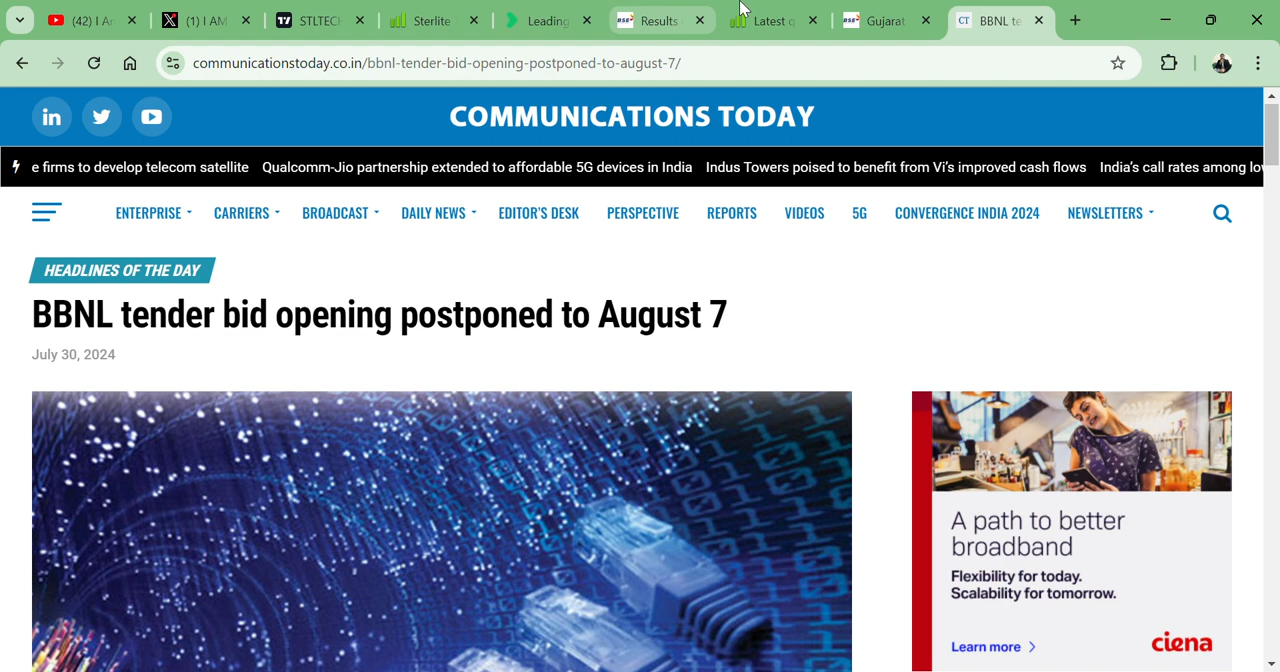 (42) I A
(1) I AM
STLTECH
Sterlite
Leading
BSE
Results
Latest q
BSE
Gujarat
CT
BBNL te
communicationstoday.co.in/bbnl-tender-bid-opening-postponed-to-august-7/
COMMUNICATIONS TODAY
e firms to develop telecom satellite Qualcomm-Jio partnership extended to affordable 5G devices in India Indus Towers poised to benefit from Vi's improved cash flows India's call rates among lo
ENTERPRISE CARRIERS BROADCAST DAILY NEWS EDITOR'S DESK PERSPECTIVE REPORTS VIDEOS 5G CONVERGENCE INDIA 2024 NEWSLETTERS
HEADLINES OF THE DAY
BBNL tender bid opening postponed to August 7
July 30, 2024
A path to better
broadband
Flexibility for today.
Scalability for tomorrow.
Learn more
ciena